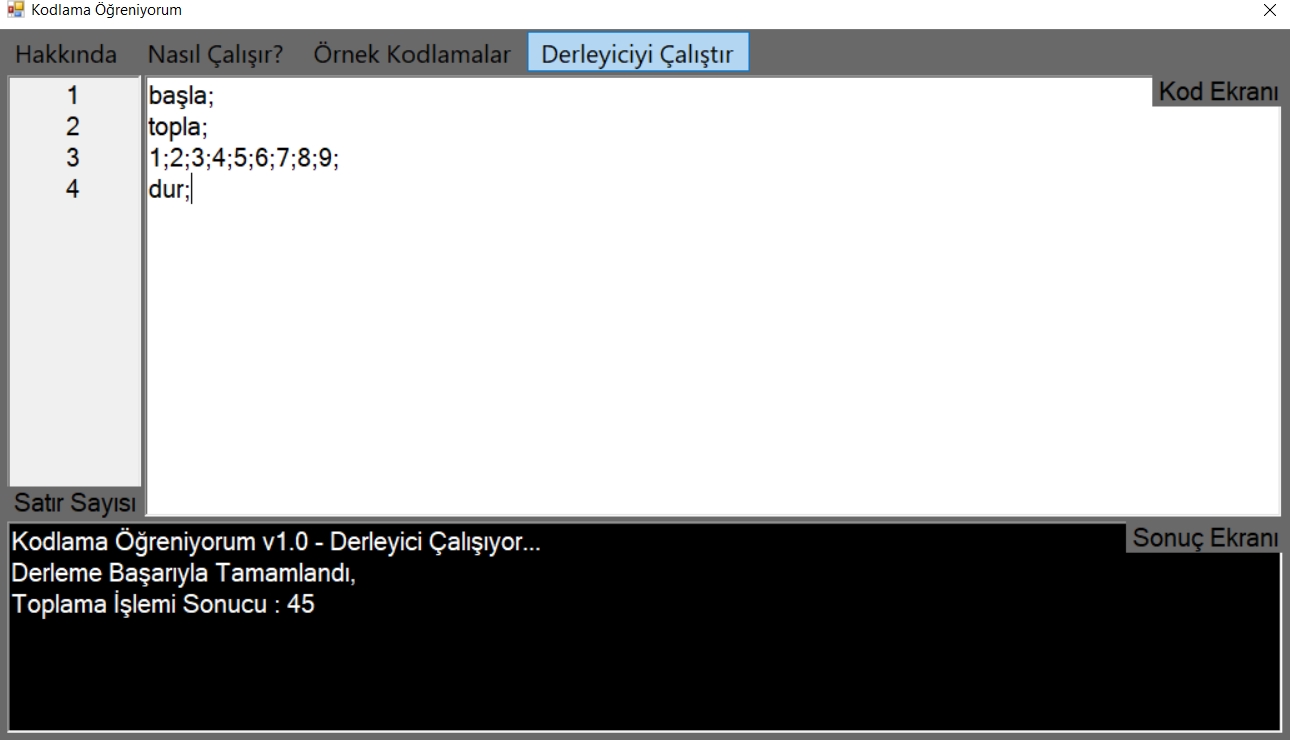 Kodlama Öğreniyorum
Hakkında Nasıl Çalışır? Örnek Kodlamalar Derleyiciyi Çalıştır
Kod Ekranı
1 başla;
2 topla;
3 1;2;3;4;5;6;7;8;9;
4 dur;
Satır Sayısı
Sonuç Ekranı
Kodlama Öğreniyorum v1.0 - Derleyici Çalışıyor...
Derleme Başarıyla Tamamlandı,
Toplama İşlemi Sonucu : 45